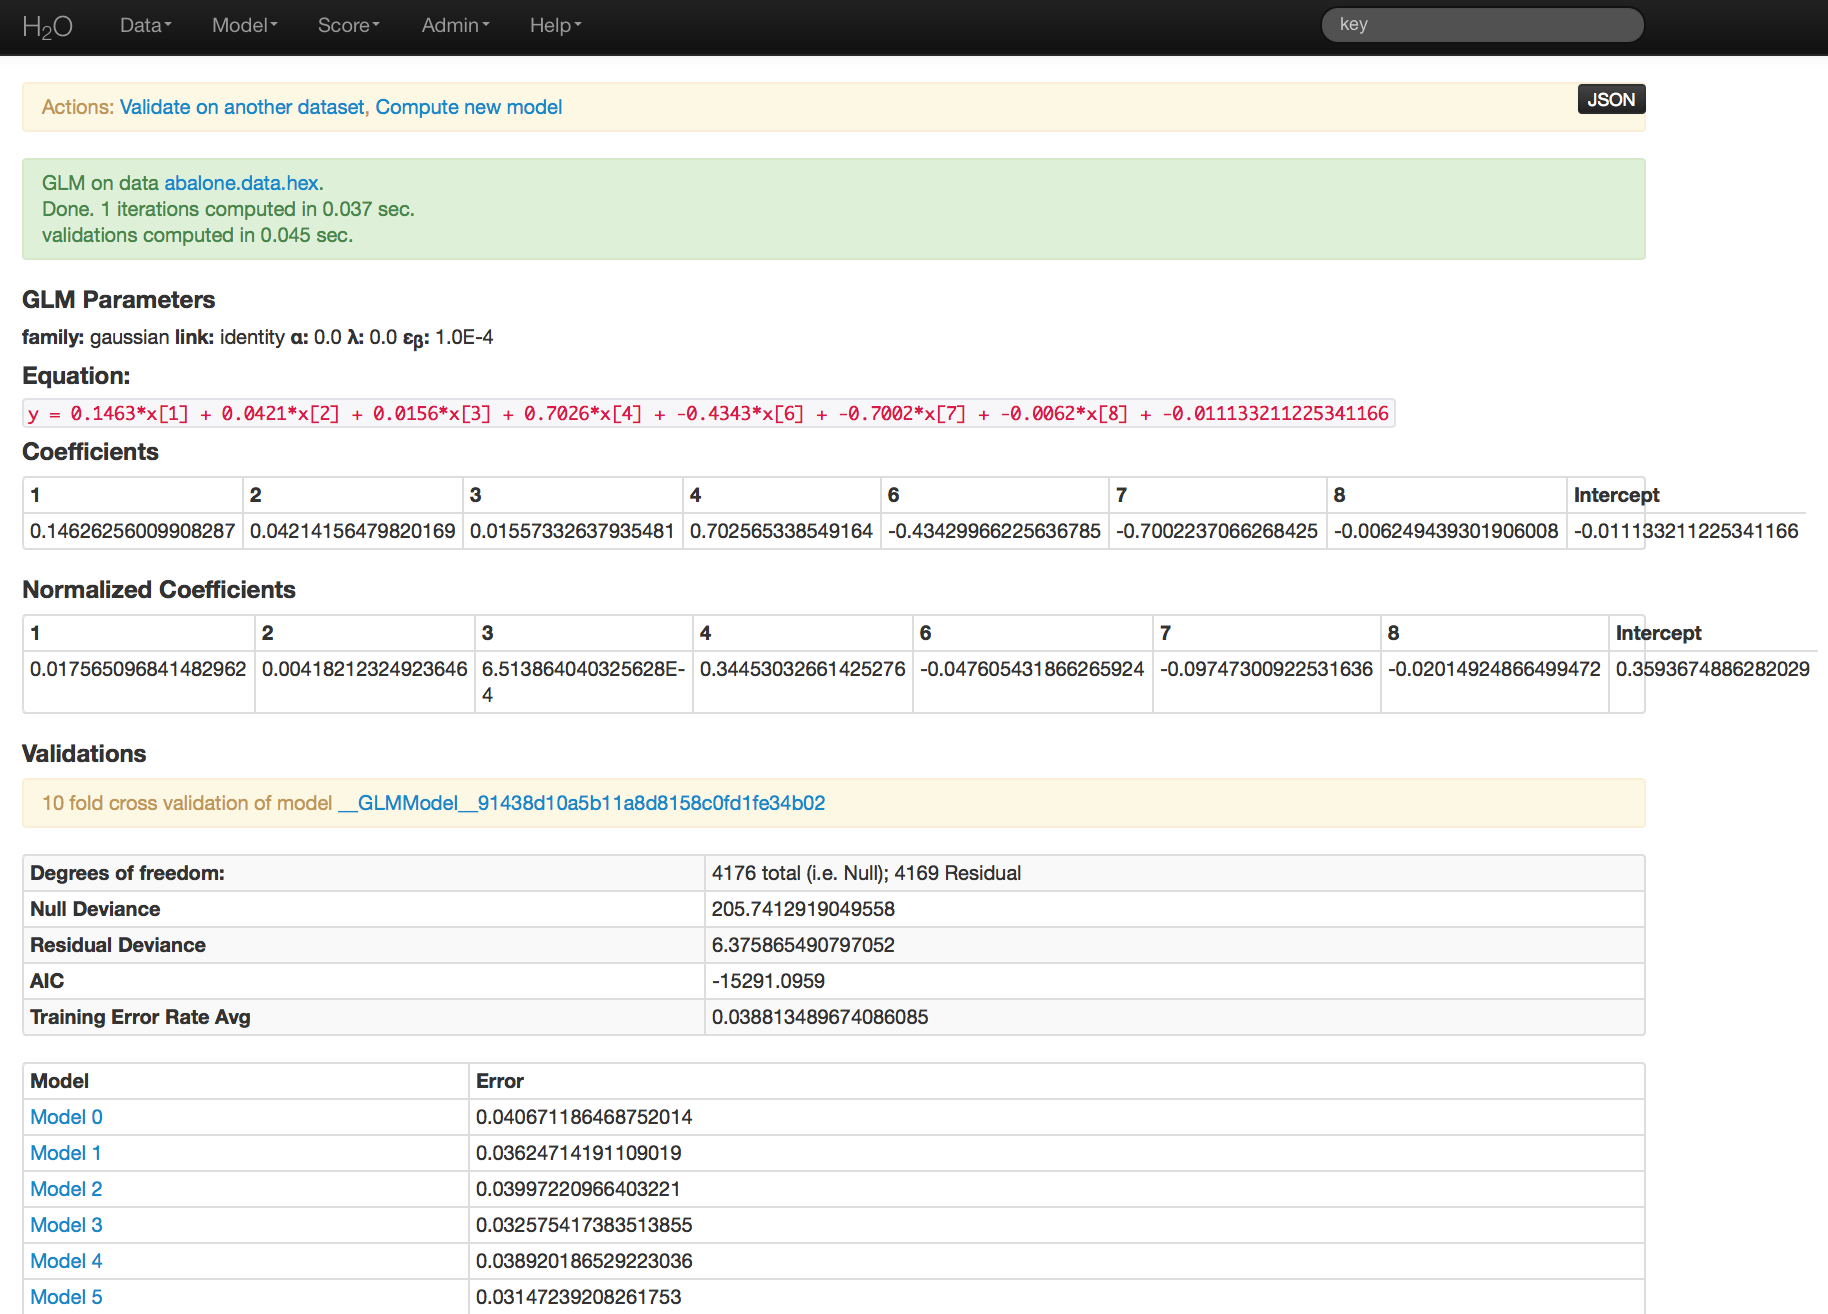 H2O Data Model Score Admin Help key
Actions: Validate on another dataset, Compute new model JSON
GLM on data abalone.data.hex.
Done. 1 iterations computed in 0.037 sec.
validations computed in 0.045 sec.
GLM Parameters
family: gaussian link: identity α: 0.0 λ: 0.0 εβ: 1.0E-4
Equation:
y = 0.1463*x[1] + 0.0421*x[2] + 0.0156*x[3] + 0.7026*x[4] + -0.4343*x[6] + -0.7002*x[7] + -0.0062*x[8] + -0.011133211225341166
Coefficients
1 2 3 4 6 7 8 Intercept
0.14626256009908287 0.04214156479820169 0.01557332637935481 0.702565338549164 -0.43429966225636785 -0.7002237066268425 -0.006249439301906008 -0.011133211225341166
Normalized Coefficients
1 2 3 4 6 7 8 Intercept
0.017565096841482962 0.00418212324923646 6.513864040325628E- 0.34453032661425276 -0.047605431866265924 -0.09747300922531636 -0.02014924866499472 0.3593674886282029
4
Validations
10 fold cross validation of model __GLMModel__91438d10a5b11a8d8158c0fd1fe34b02
Degrees of freedom: 4176 total (i.e. Null); 4169 Residual
Null Deviance 205.7412919049558
Residual Deviance 6.375865490797052
AIC -15291.0959
Training Error Rate Avg 0.038813489674086085
Model Error
Model 0 0.040671186468752014
Model 1 0.03624714191109019
Model 2 0.03997220966403221
Model 3 0.032575417383513855
Model 4 0.038920186529223036
Model 5 0.03147239208261753